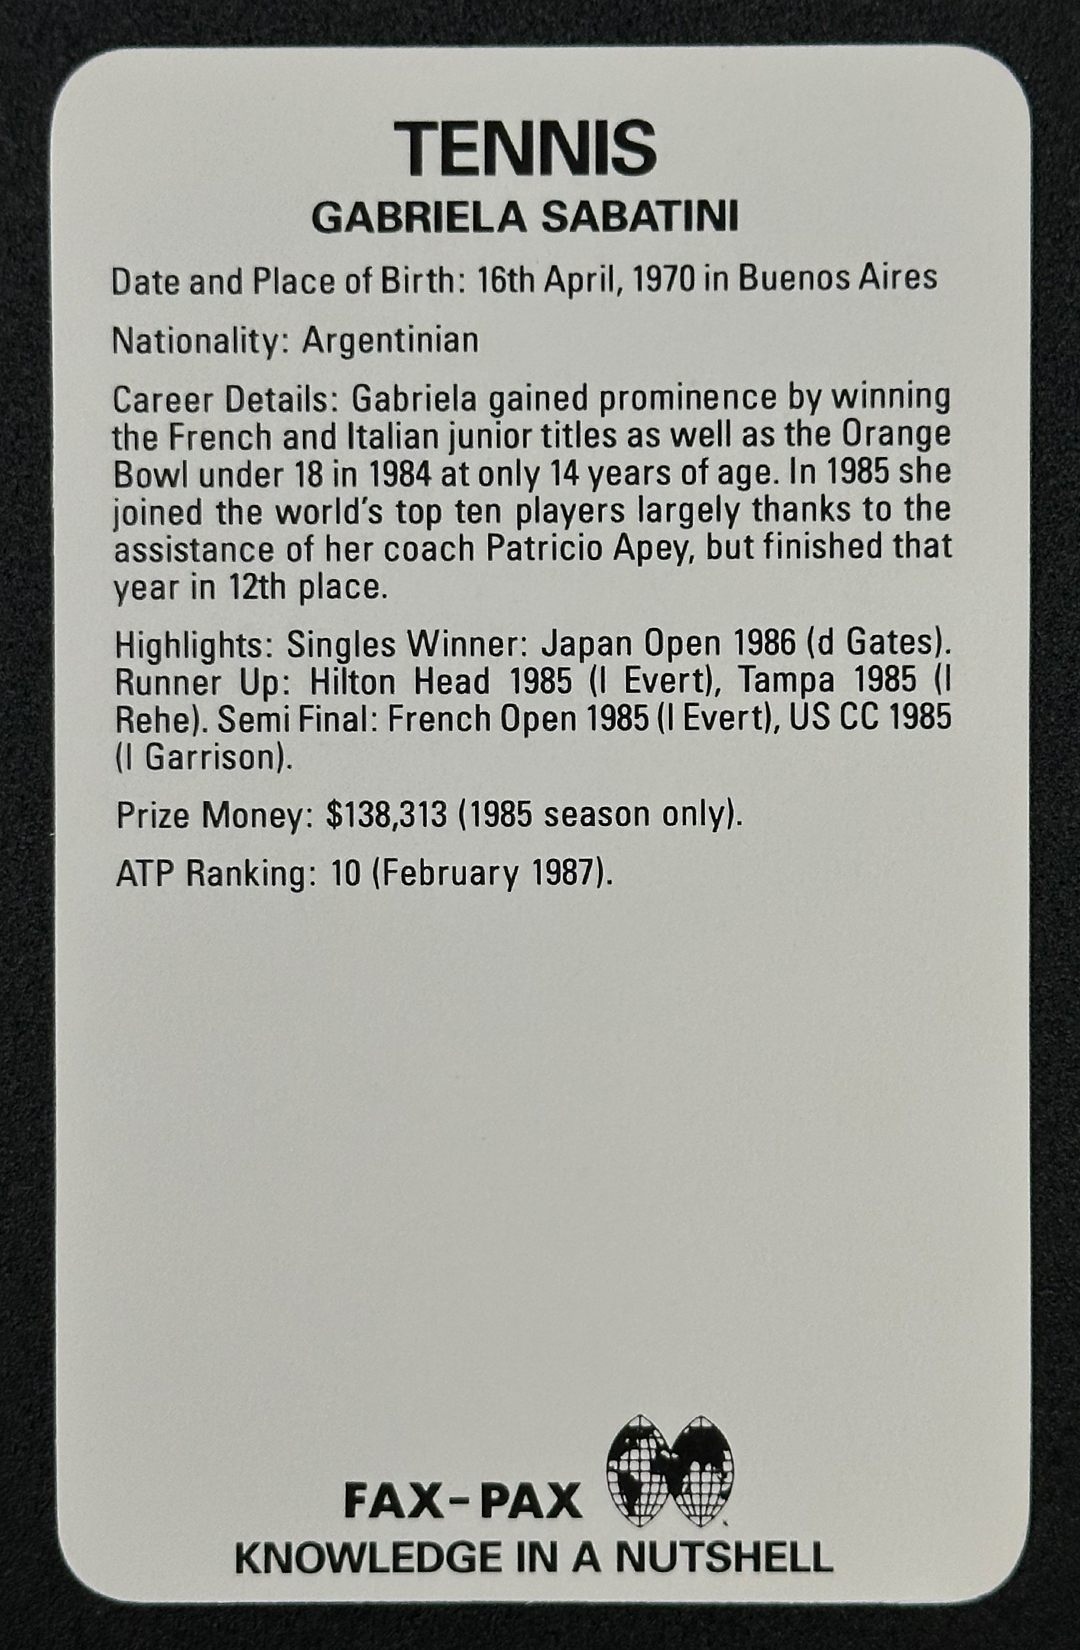 TENNIS
GABRIELA SABATINI
Date and Place of Birth: 16th April, 1970 in Buenos Aires
Nationality: Argentinian
Career Details: Gabriela gained prominence by winning
the French and Italian junior titles as well as the Orange
Bowl under 18 in 1984 at only 14 years of age. In 1985 she
joined the world's top ten players largely thanks to the
assistance of her coach Patricio Apey, but finished that
year in 12th place.
Highlights: Singles Winner: Japan Open 1986 (d Gates).
Runner Up: Hilton Head 1985 (l Evert), Tampa 1985 (l
Rehe). Semi Final: French Open 1985 (l Evert), US CC 1985
(l Garrison).
Prize Money: $138,313 (1985 season only).
ATP Ranking: 10 (February 1987).
FAX-PAX
KNOWLEDGE IN A NUTSHELL